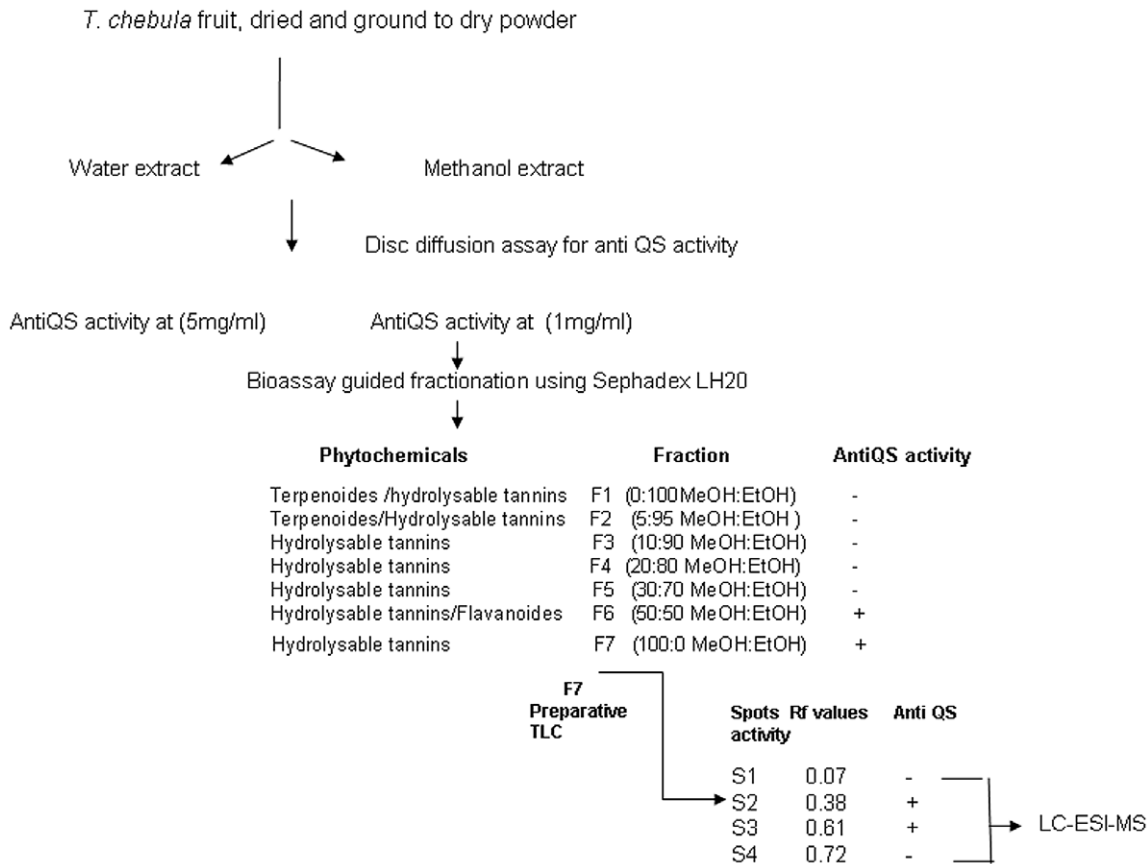 T. chebula fruit, dried and ground to dry powder
Water extract Methanol extract
Disc diffusion assay for anti QS activity
AntiQS activity at (5mg/ml) AntiQS activity at (1mg/ml)
Bioassay guided fractionation using Sephadex LH20
Phytochemicals Fraction AntiQS activity
Terpenoides /hydrolysable tannins F1 (0:100MeOH:EtOH) -
Terpenoides/Hydrolysable tannins F2 (5:95 MeOH:EtOH ) -
Hydrolysable tannins F3 (10:90 MeOH:EtOH) -
Hydrolysable tannins F4 (20:80 MeOH:EtOH) -
Hydrolysable tannins F5 (30:70 MeOH:EtOH) -
Hydrolysable tannins/Flavanoides F6 (50:50 MeOH:EtOH) +
Hydrolysable tannins F7 (100:0 MeOH:EtOH) +
F7
Preparative
TLC
Spots Rf values Anti QS
activity
S1 0.07 -
S2 0.38 +
S3 0.61 +
S4 0.72 -
LC-ESI-MS